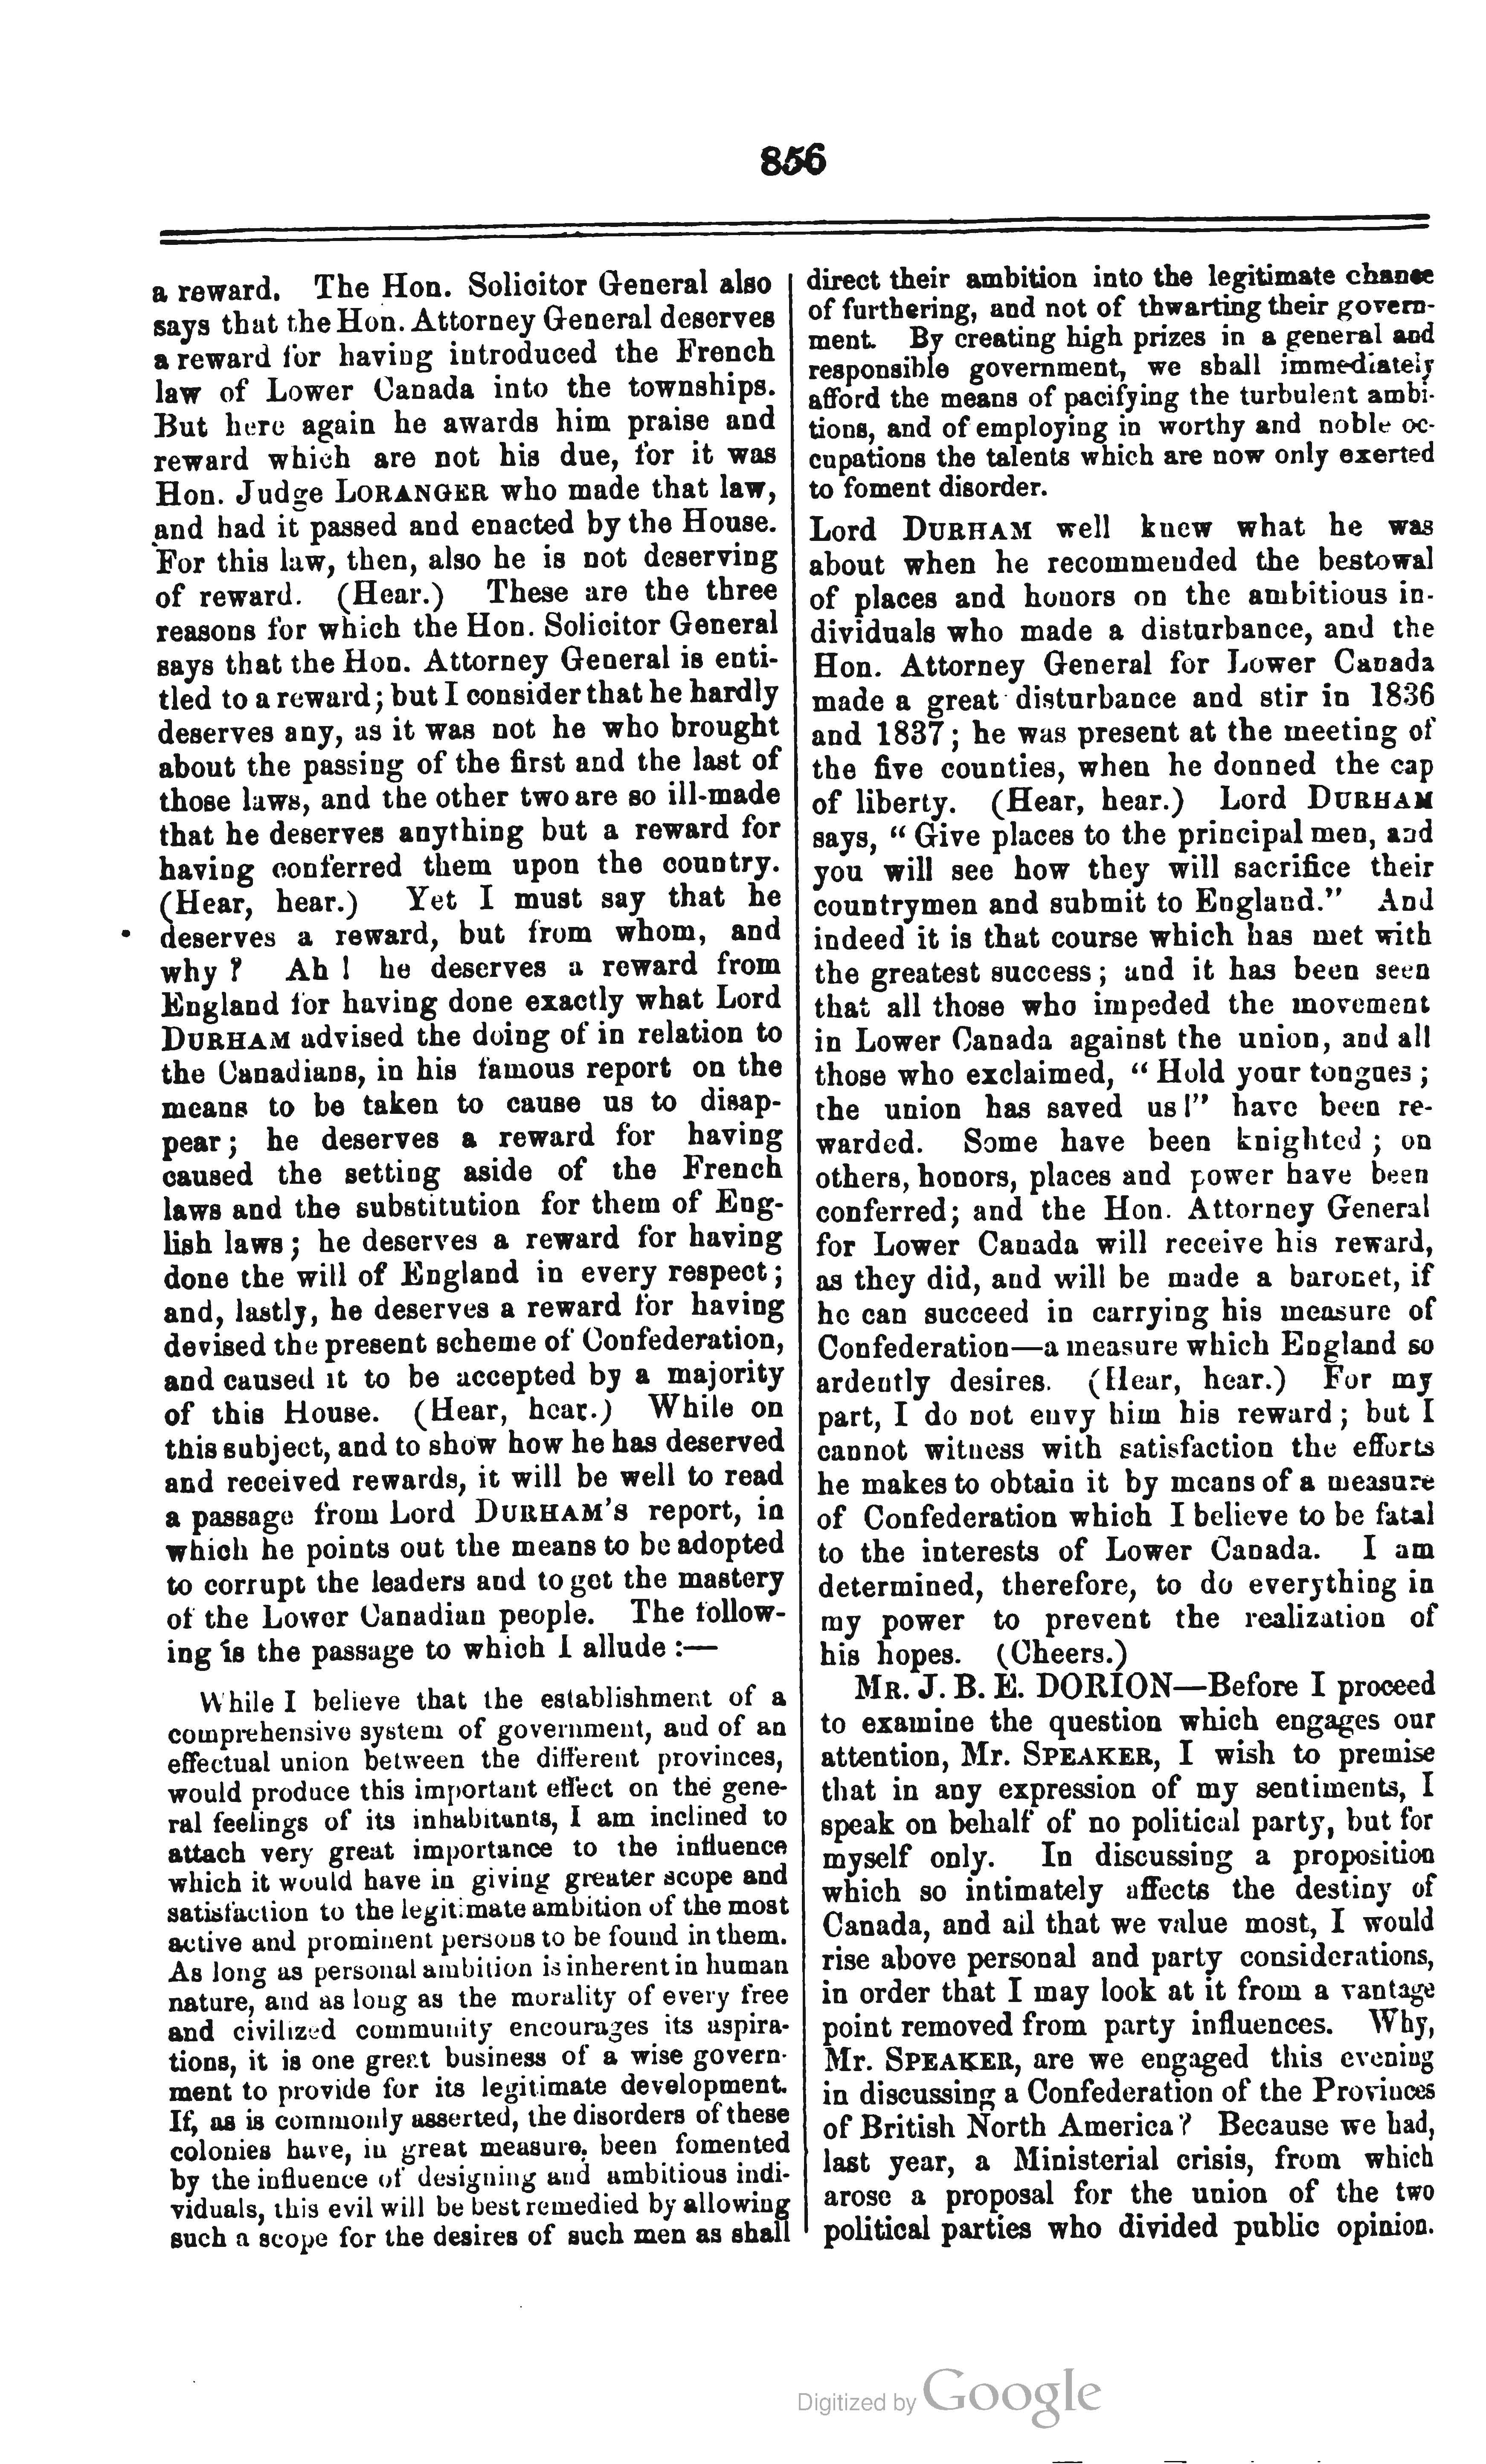 856
a reward. The Hon. Solicitor General also
says that the Hon. Attorney General deserves
a reward for having introduced the French
law of Lower Canada into the townships.
But here again he awards him praise and
reward which are not his due, for it was
Hon. Judge LORANGER who made that law,
and had it passed and enacted by the House.
For this law, then, also he is not deserving
of reward. (Hear.) These are the three
reasons for which the Hon. Solicitor General
says that the Hon. Attorney General is enti-
tled to a reward; but I consider that he hardly
deserves any, as it was not he who brought
about the passing of the first and the last of
those laws, and the other two are so ill-made
that he deserves anything but a reward for
having conferred them upon the country.
(Hear, hear.) Yet I must say that he
deserves a reward, but from whom, and
why? Ah! he deserves a reward from
England for having done exactly what Lord
DURHAM advised the doing of in relation to
the Canadians, in his famous report on the
means to be taken to cause us to disap-
pear; he deserves a reward for having
caused the setting aside of the French
laws and the substitution for them of Eng-
lish laws; he deserves a reward for having
done the will of England in every respect;
and, lastly, he deserves a reward for having
devised the present scheme of Confederation,
and caused it to be accepted by a majority
of this House. (Hear, hear.) While on
this subject, and to show how he has deserved
and received rewards, it will be well to read
a passage from Lord DURHAM'S report, in
which he points out the means to be adopted
to corrupt the leaders and to get the mastery
of the Lower Canadian people. The follow-
ing is the passage to which I allude:—
While I believe that the establishment of a
comprehensive system of government, and of an
effectual union between the different provinces,
would produce this important effect on the gene-
ral feelings of its inhabitants, I am inclined to
attach very great importance to the influence
which it would have in giving greater scope and
satisfaction to the legitimate ambition of the most
active and prominent persons to be found in them.
As long as personal ambition is inherent in human
nature, and as long as the morality of every free
and civilized community encourages its aspira-
tions, it is one great business of a wise govern-
ment to provide for its legitimate development.
If, as is commonly asserted, the disorders of these
colonies have, in great measure, been fomented
by the influence of designing and ambitious indi-
viduals, this evil will be best remedied by allowing
such a scope for the desires of such men as shall
direct their ambition into the legitimate chance
of furthering, and not of thwarting their govern-
ment. By creating high prizes in a general and
responsible government, we shall immediately
afford the means of pacifying the turbulent ambi-
tions, and of employing in worthy and noble oc-
cupations the talents which are now only exerted
to foment disorder.
Lord DURHAM well knew what he was
about when he recommended the bestowal
of places and honors on the ambitious in-
dividuals who made a disturbance, and the
Hon. Attorney General for Lower Canada
made a great disturbance and stir in 1836
and 1837; he was present at the meeting of
the five counties, when he donned the cap
of liberty. (Hear, hear.) Lord DURHAM
says, "Give places to the principal men, and
you will see how they will sacrifice their
countrymen and submit to England." And
indeed it is that course which has met with
the greatest success; and it has been seen
that all those who impeded the movement
in Lower Canada against the union, and all
those who exclaimed, "Hold your tongues;
the union has saved us!" have been re-
warded. Some have been knighted; on
others, honors, places and power have been
conferred; and the Hon. Attorney General
for Lower Canada will receive his reward,
as they did, and will be made a baronet, if
he can succeed in carrying his measure of
Confederation—a measure which England so
ardently desires. (Hear, hear.) For my
part, I do not envy him his reward; but I
cannot witness with satisfaction the efforts
he makes to obtain it by means of a measure
of Confederation which I believe to be fatal
to the interests of Lower Canada. I am
determined, therefore, to do everything in
my power to prevent the realization of
his hopes. (Cheers.)
MR. J. B. E. DORION—Before I proceed
to examine the question which engages our
attention, Mr. SPEAKER, I wish to premise
that in any expression of my sentiments, I
speak on behalf of no political party, but for
myself only. In discussing a proposition
which so intimately affects the destiny of
Canada, and all that we value most, I would
rise above personal and party considerations,
in order that I may look at it from a vantage
point removed from party influences. Why,
Mr. SPEAKER, are we engaged this evening
in discussing a Confederation of the Provinces
of British North America? Because we had,
last year, a Ministerial crisis, from which
arose a proposal for the union of the two
political parties who divided public opinion.
Digitized by Google